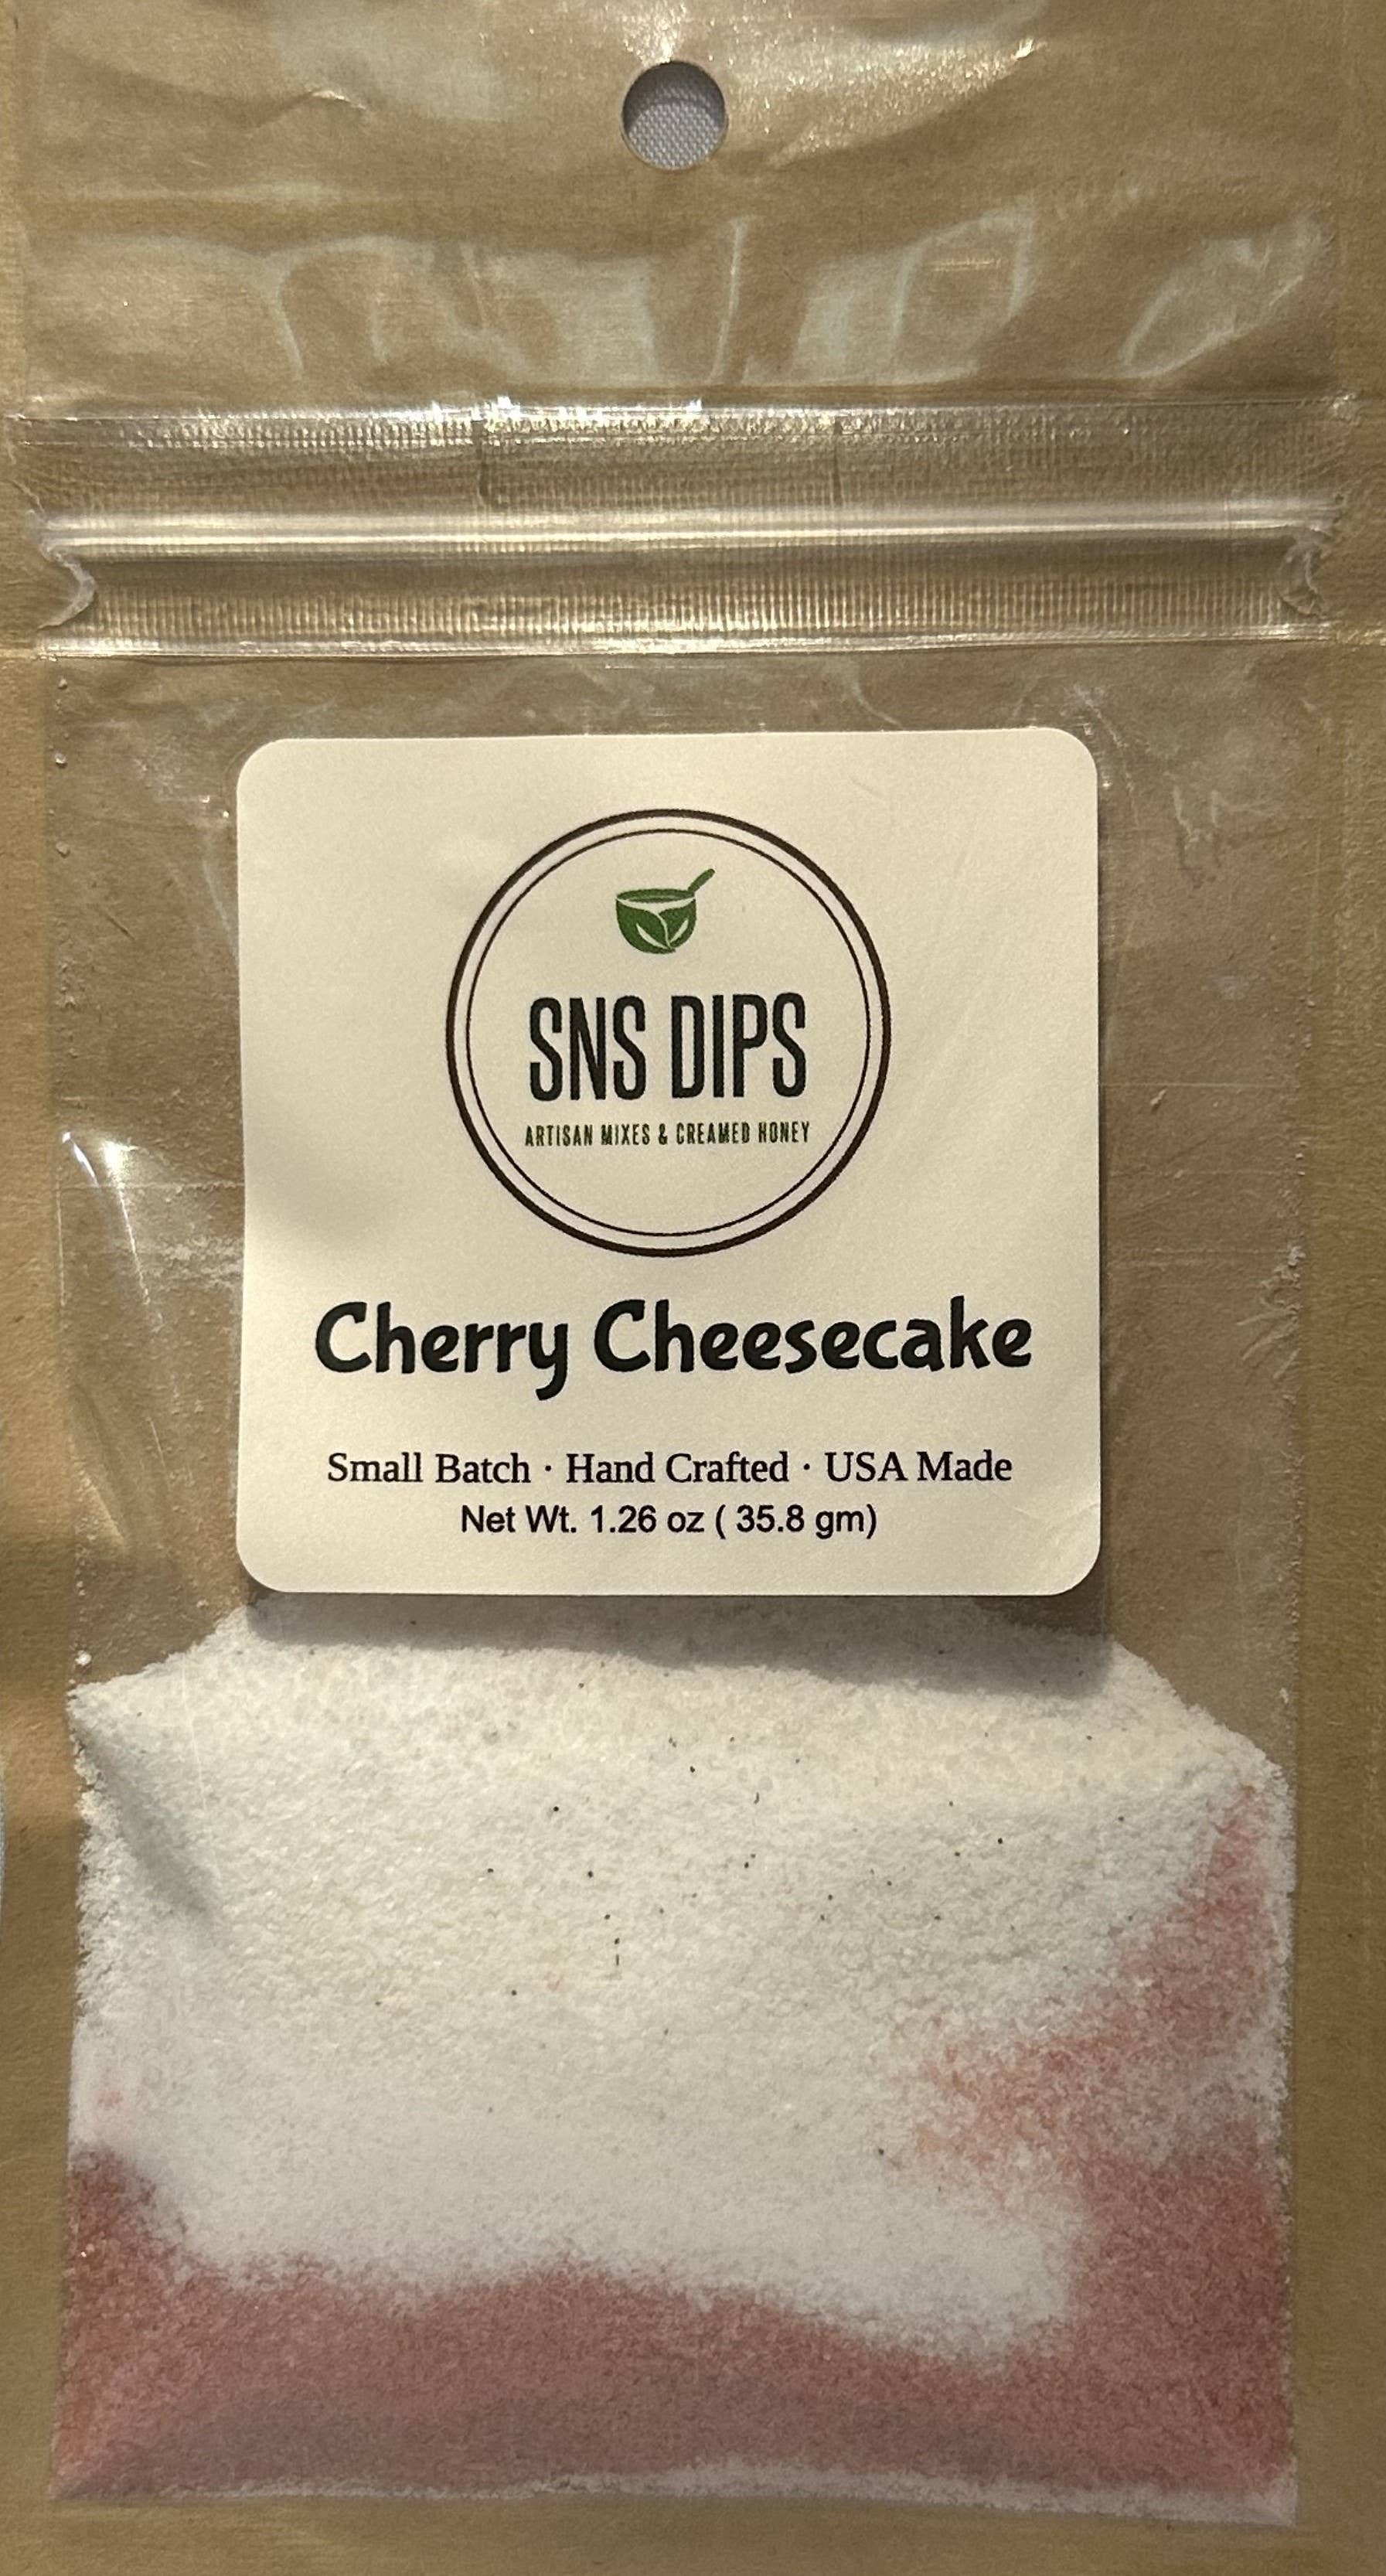 SNS DIPS
ARTISAN MIXES & CREAMED HONEY
Cherry Cheesecake
Small Batch · Hand Crafted · USA Made
Net Wt. 1.26 oz ( 35.8 gm)